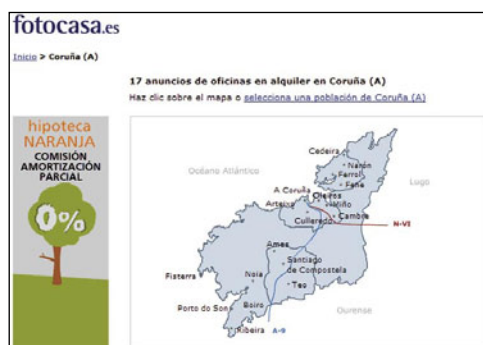 fotocasa.es
Inicio > Coruña (A)
17 anuncios de oficinas en alquiler en Coruña (A)
Haz clic sobre el mapa o selecciona una población de Coruña (A)
hipoteca
NARANJA
COMISIÓN
AMORTIZACIÓN
PARCIAL
0%
Cedeira
Océano Atlántico
Narón
Ferrol
Fene
Lugo
A Coruña
Oleiros
Miño
Arteixo
Cambre
Culleredo
N-VI
Ames
Santiago
de Compostela
Fisterra
Noia
Teo
Porto do Son
Boiro
Ourense
Ribeira
A-9